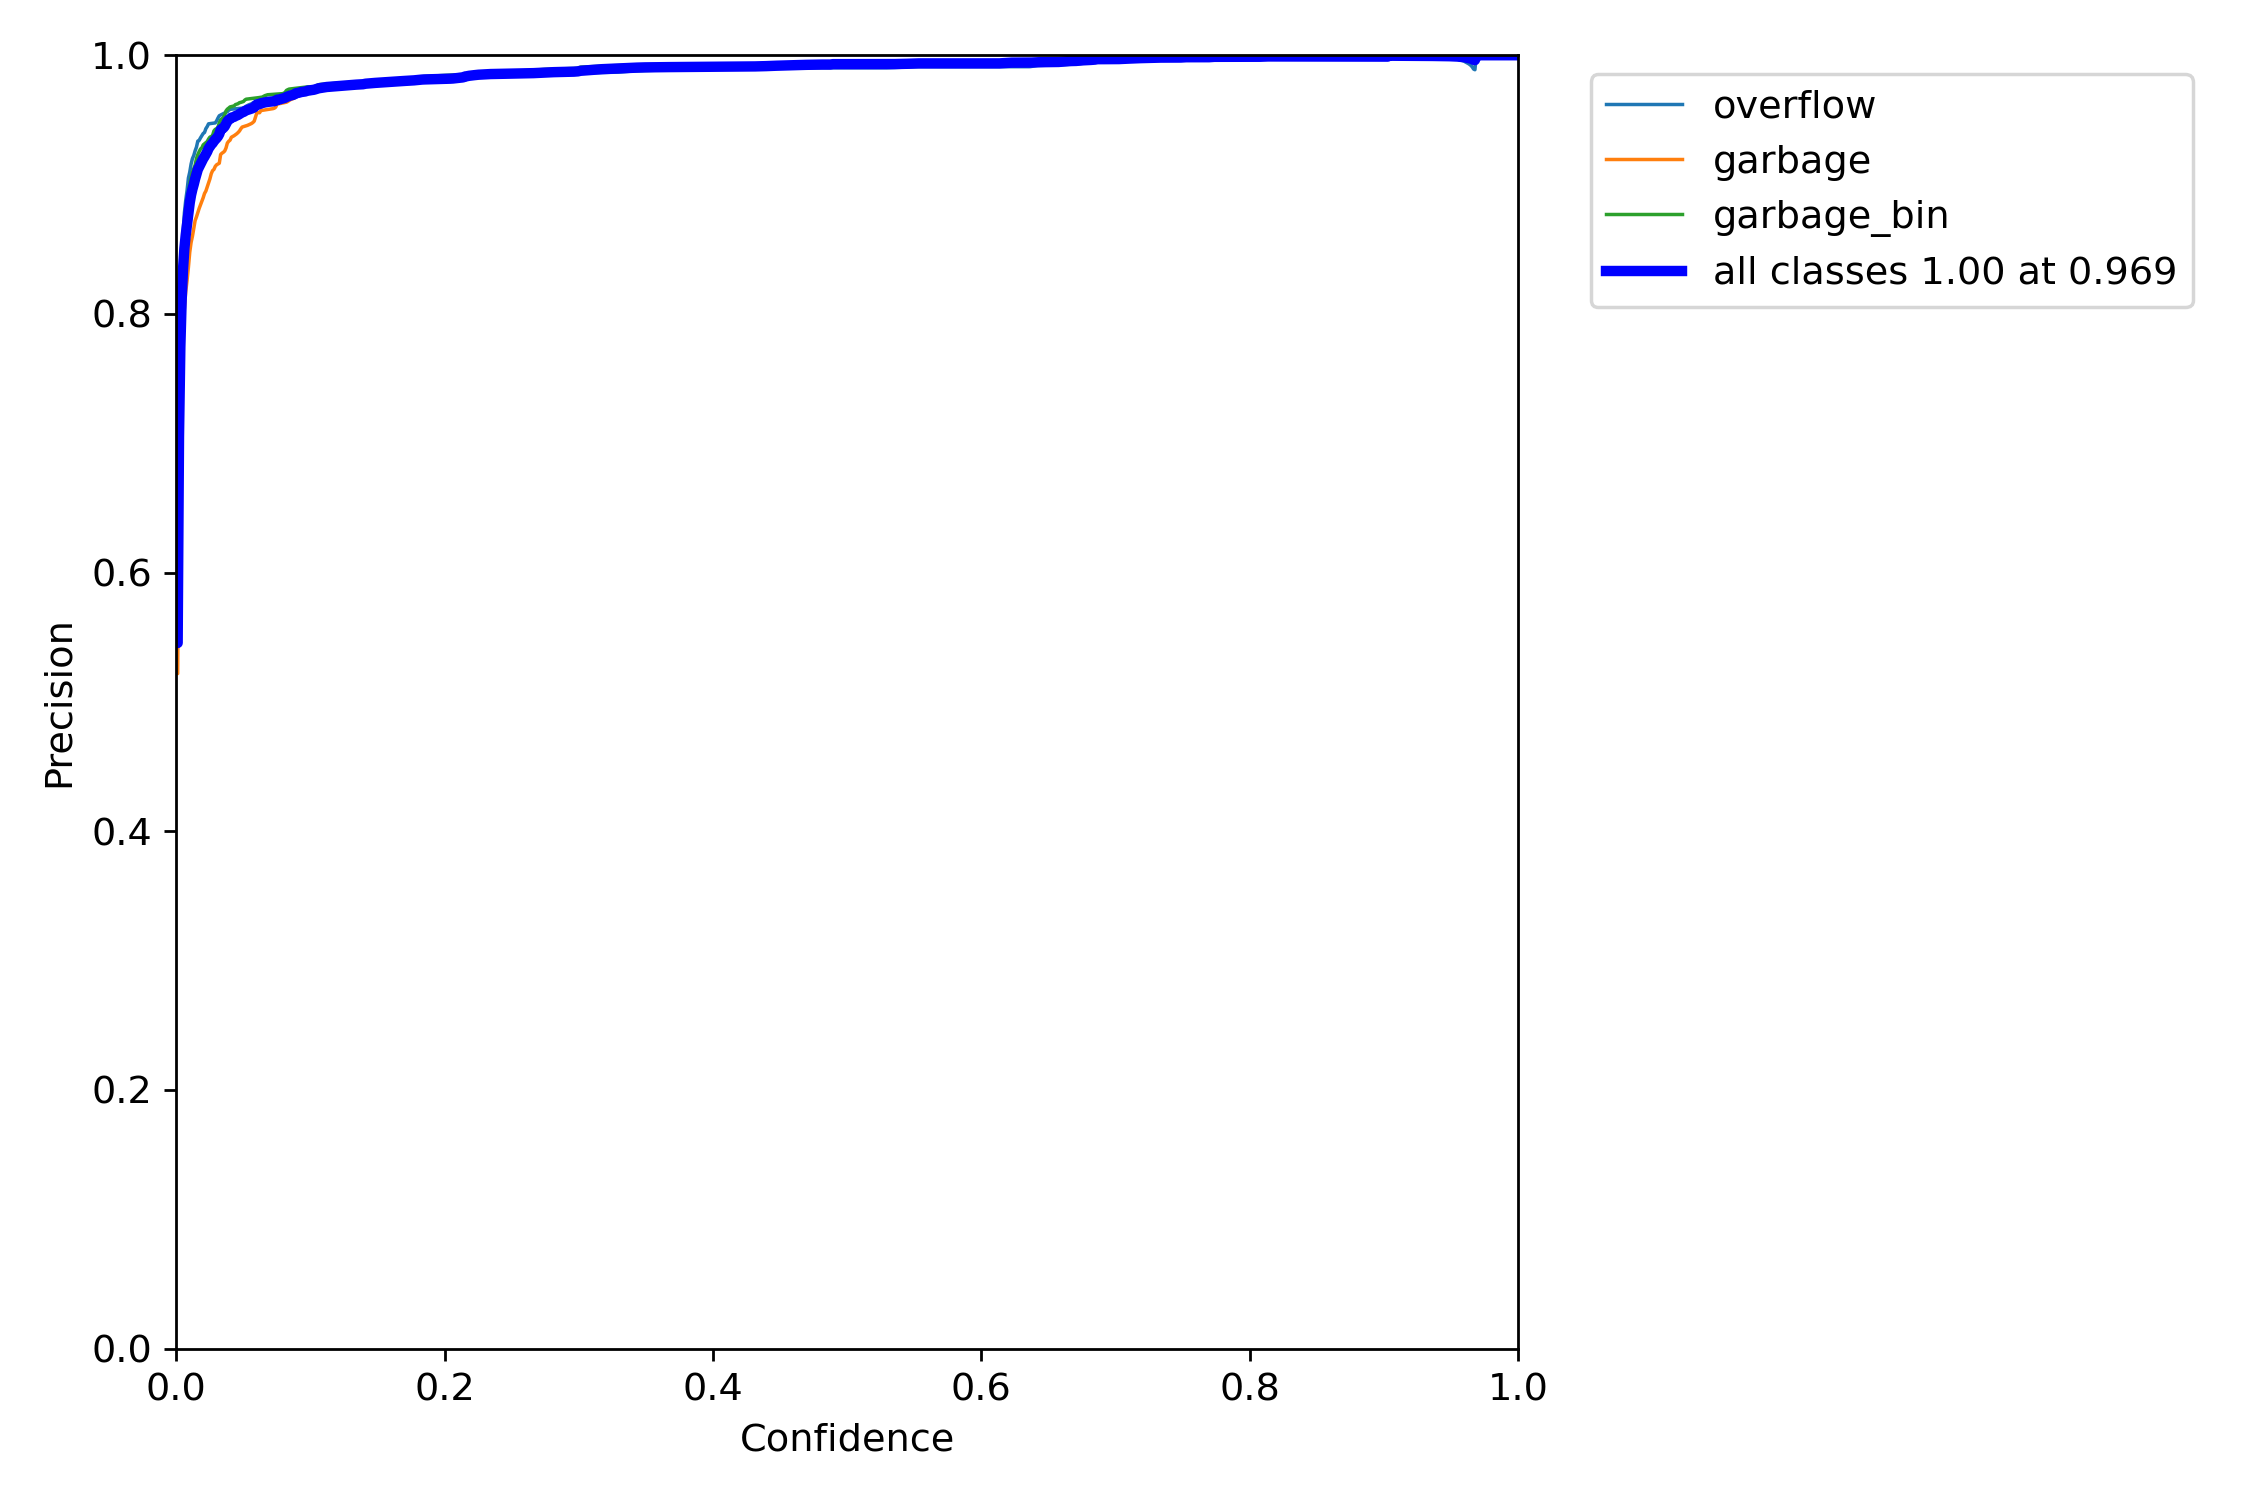 1.0
0.8
0.6
0.4
0.2
0.0
Precision
0.0 0.2 0.4 0.6 0.8 1.0
Confidence
overflow
garbage
garbage_bin
all classes 1.00 at 0.969